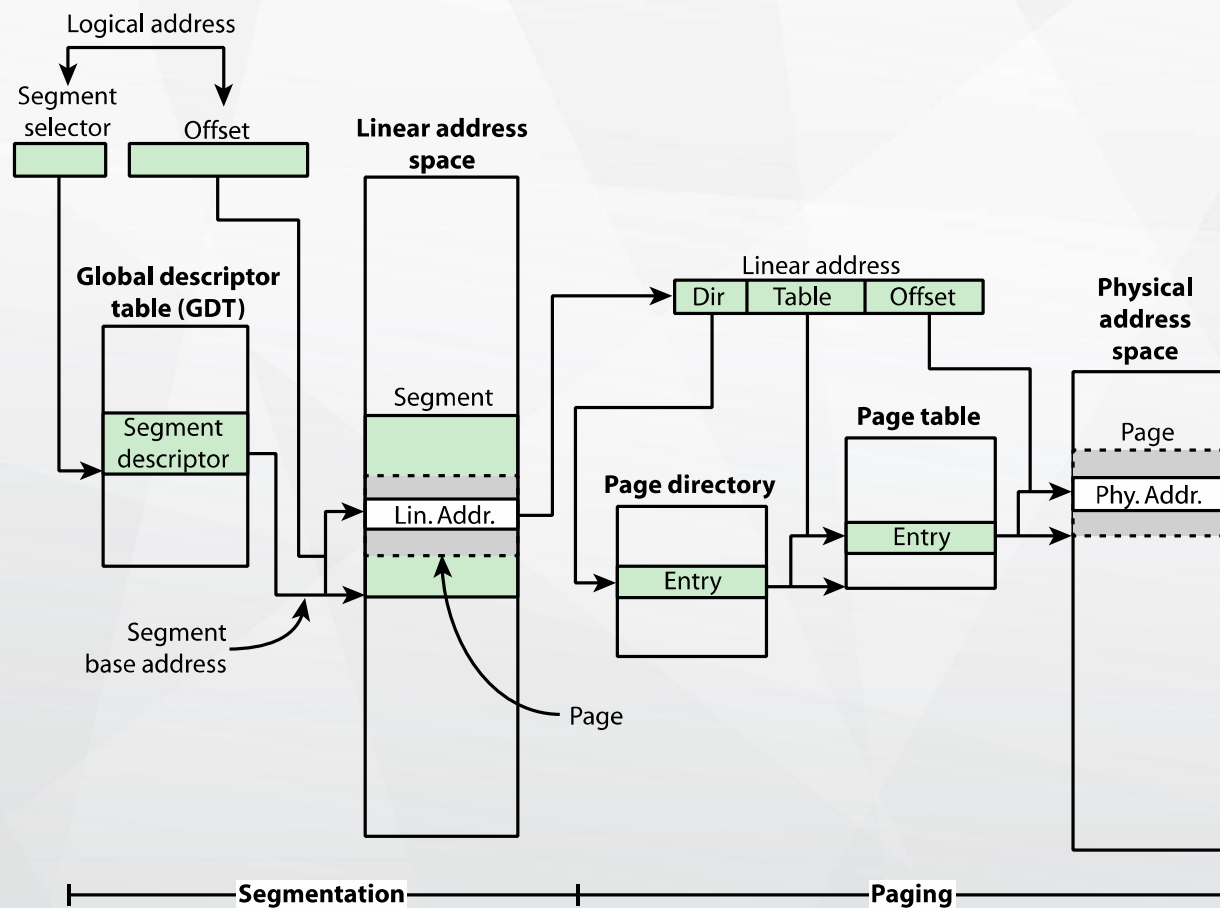 Logical address
Segment
selector
Offset
Linear address
space
Global descriptor
table (GDT)
Segment
descriptor
Segment
Lin. Addr.
Segment
base address
Page
Linear address
Dir
Table
Offset
Page directory
Entry
Page table
Entry
Physical
address
space
Page
Phy. Addr.
Segmentation
Paging